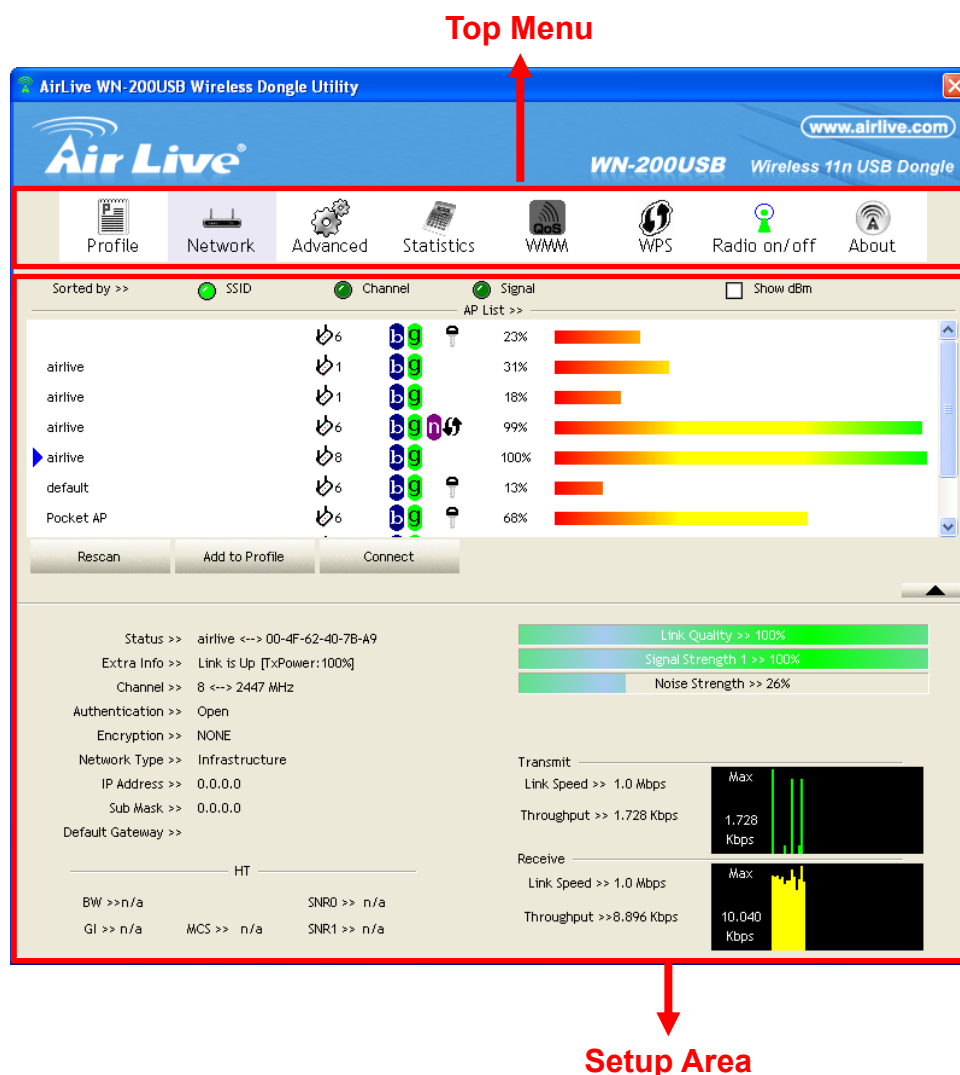 Top Menu
AirLive WN-200USB Wireless Dongle Utility
www.airlive.com
Air Live®
WN-200USB Wireless 11n USB Dongle
Profile Network Advanced Statistics QoS WMM WPS Radio on/off About
Sorted by >> SSID Channel Signal Show dBm
AP List >>
6 b g 23%
airlive 1 b g 31%
airlive 1 b g 18%
airlive 6 b g n 99%
airlive 8 b g 100%
default 6 b g 13%
Pocket AP 6 b g 68%
Rescan Add to Profile Connect
Status >> airlive <--> 00-4F-62-40-7B-A9
Extra Info >> Link is Up [TxPower:100%]
Channel >> 8 <--> 2447 MHz
Authentication >> Open
Encryption >> NONE
Network Type >> Infrastructure
IP Address >> 0.0.0.0
Sub Mask >> 0.0.0.0
Default Gateway >>
HT
BW >>n/a SNR0 >> n/a
GI >> n/a MCS >> n/a SNR1 >> n/a
Link Quality >> 100%
Signal Strength 1 >> 100%
Noise Strength >> 26%
Transmit
Link Speed >> 1.0 Mbps
Throughput >> 1.728 Kbps
Max
1.728
Kbps
Receive
Link Speed >> 1.0 Mbps
Throughput >>8.896 Kbps
Max
10.040
Kbps
Setup Area